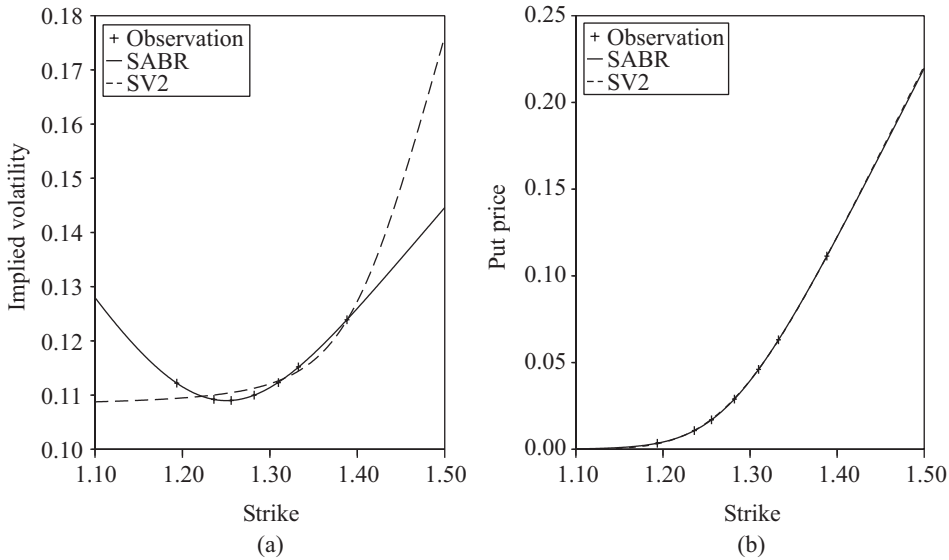 0.18
0.17
0.16
0.15
0.14
0.13
0.12
0.11
0.10
Implied volatility
Observation
SABR
SV2
1.10
1.20
1.30
1.40
1.50
Strike
(a)
0.25
0.20
0.15
0.10
0.05
0.00
Put price
Observation
SABR
SV2
1.10
1.20
1.30
1.40
1.50
Strike
(b)